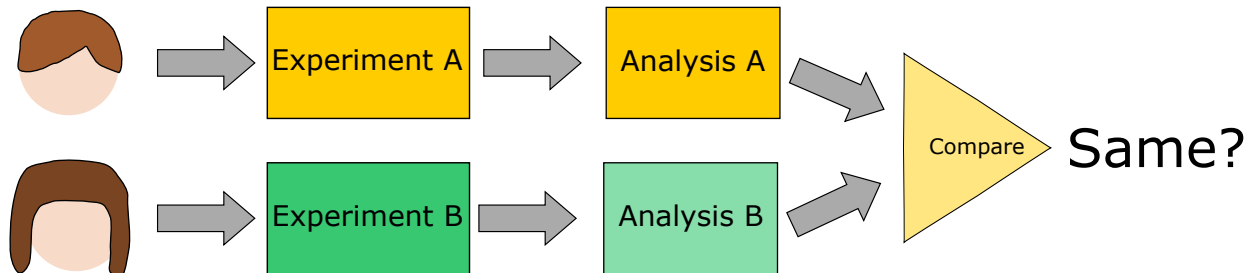 Experiment A
Analysis A
Compare
Same?
Experiment B
Analysis B